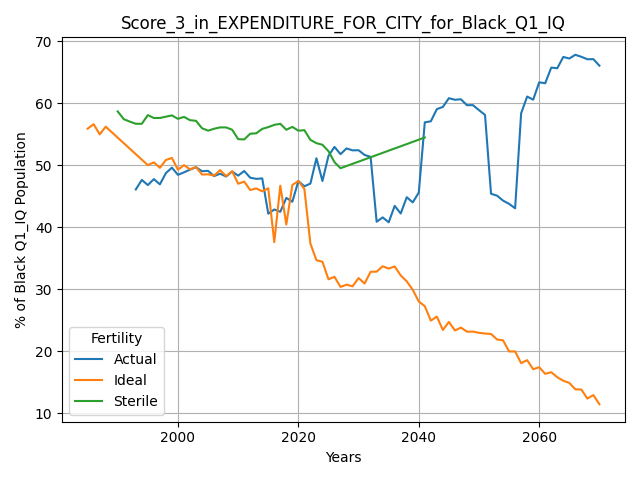 Score_3_in_EXPENDITURE_FOR_CITY_for_Black_Q1_IQ
% of Black Q1_IQ Population
70
60
50
40
30
20
10
Fertility
Actual
Ideal
Sterile
2000
2020
2040
2060
Years